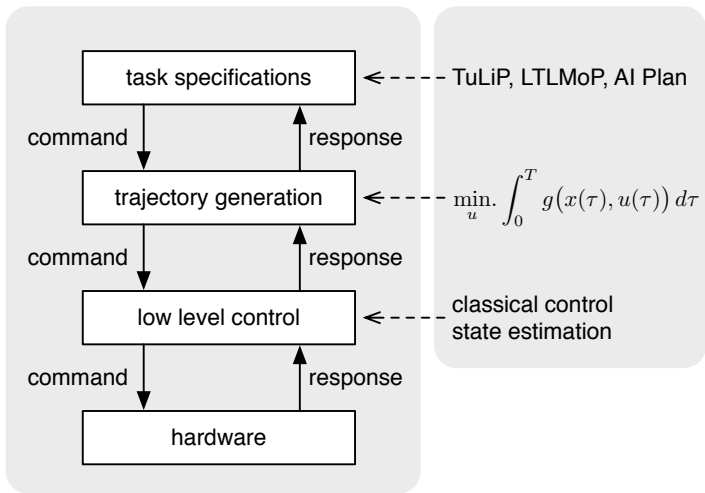 task specifications
TuLiP, LTLMoP, AI Plan
command
response
trajectory generation
min. ∫₀ᵀ g(x(τ), u(τ)) dτ
u
command
response
low level control
classical control
state estimation
command
response
hardware